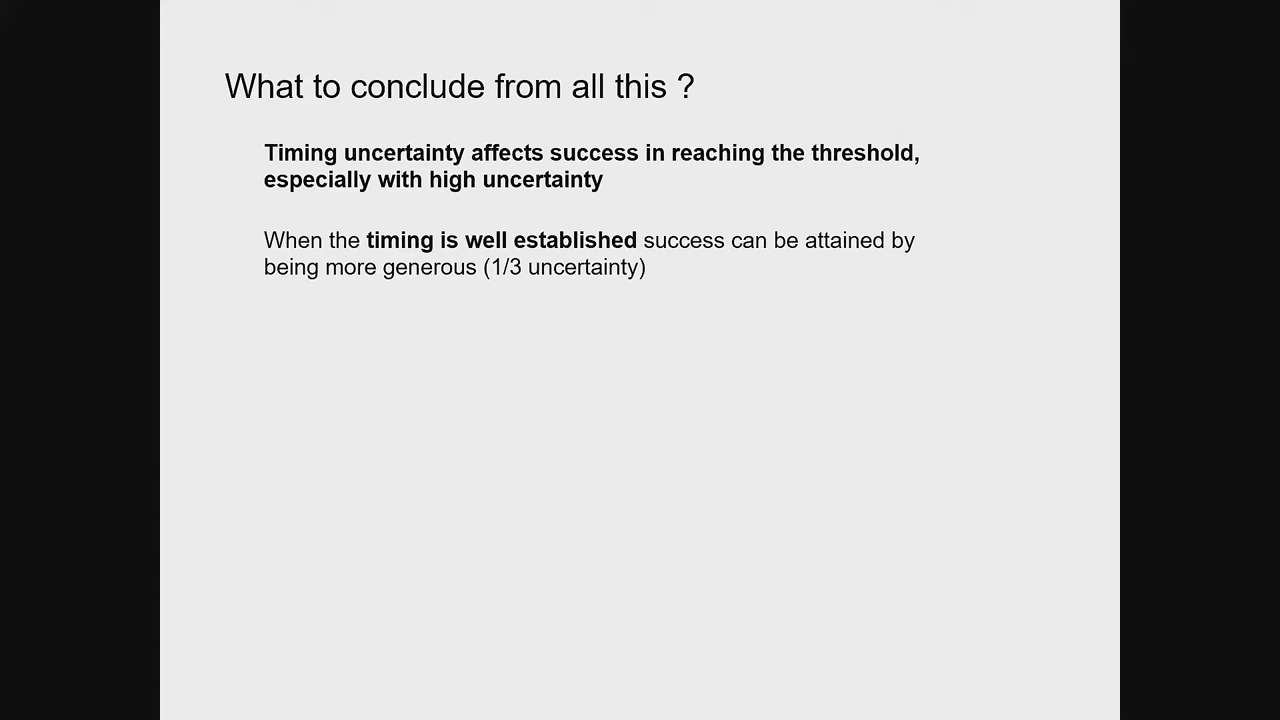 What to conclude from all this ?
Timing uncertainty affects success in reaching the threshold,
especially with high uncertainty
When the timing is well established success can be attained by
being more generous (1/3 uncertainty)